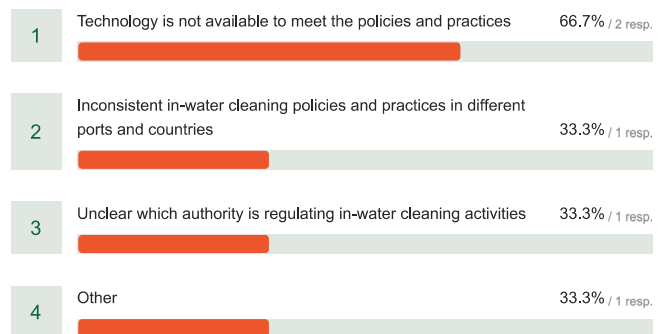 1
Technology is not available to meet the policies and practices 66.7% / 2 resp.
2
Inconsistent in-water cleaning policies and practices in different
ports and countries 33.3% / 1 resp.
3
Unclear which authority is regulating in-water cleaning activities 33.3% / 1 resp.
4
Other 33.3% / 1 resp.